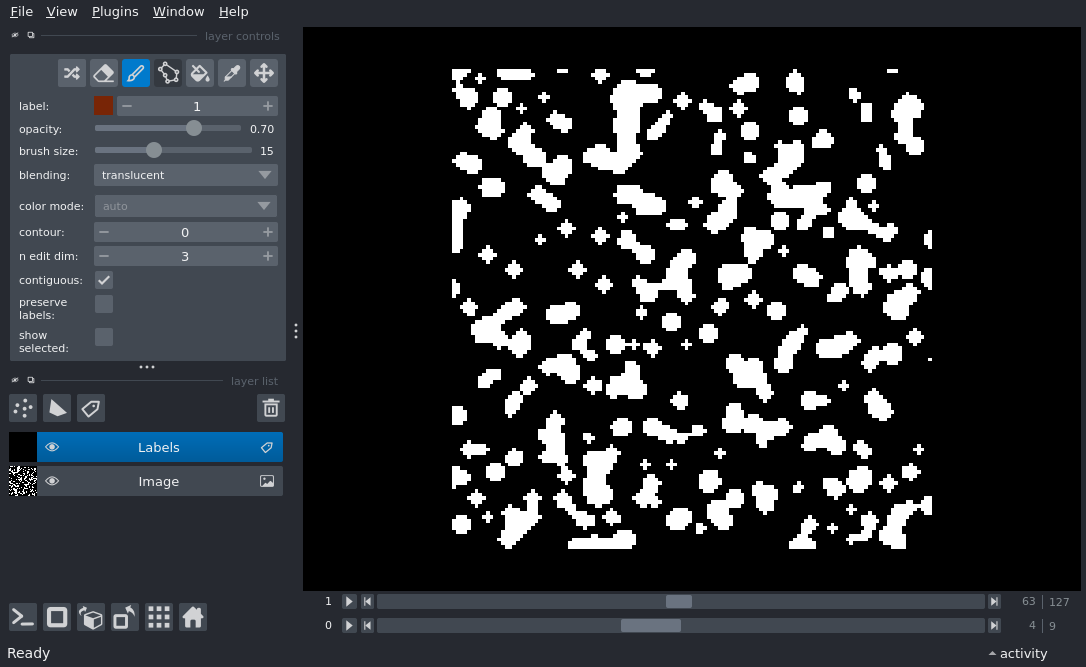 File View Plugins Window Help
layer controls
label: 1
opacity: 0.70
brush size: 15
blending: translucent
color mode: auto
contour: 0
n edit dim: 3
contiguous:
preserve
labels:
show
selected:
layer list
Labels
Image
1 63 127
0 4 9
Ready activity